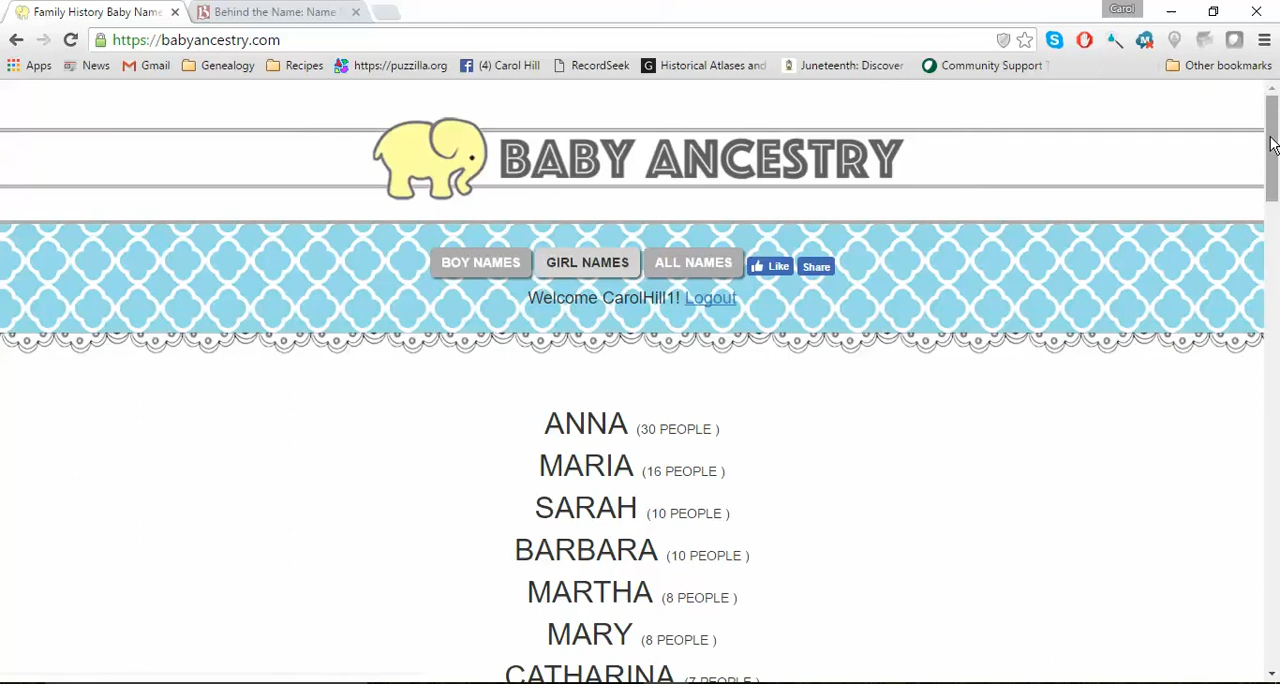 Family History Baby Name
Behind the Name: Name
Carol
https://babyancestry.com
Apps
News
Gmail
Genealogy
Recipes
https://puzzilla.org
(4) Carol Hill
RecordSeek
Historical Atlases and
Juneteenth: Discover
Community Support
Other bookmarks
BABY ANCESTRY
BOY NAMES
GIRL NAMES
ALL NAMES
Like
Share
Welcome CarolHill1! Logout
ANNA (30 PEOPLE )
MARIA (16 PEOPLE )
SARAH (10 PEOPLE )
BARBARA (10 PEOPLE )
MARTHA (8 PEOPLE )
MARY (8 PEOPLE )
CATHARINA (7 PEOPLE )